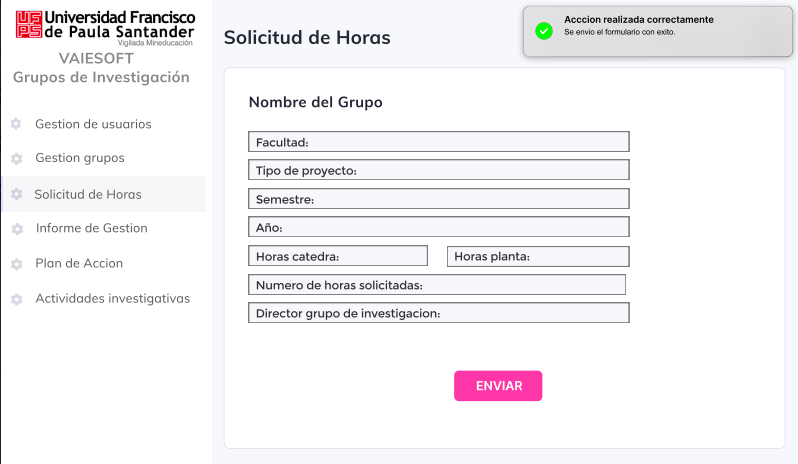 Universidad Francisco
de Paula Santander
Vigilada Mineducación
VAIESOFT
Grupos de Investigación
Gestion de usuarios
Gestion grupos
Solicitud de Horas
Informe de Gestion
Plan de Accion
Actividades investigativas
Solicitud de Horas
Acccion realizada correctamente
Se envio el formulario con exito.
Nombre del Grupo
Facultad:
Tipo de proyecto:
Semestre:
Año:
Horas catedra:
Horas planta:
Numero de horas solicitadas:
Director grupo de investigacion:
ENVIAR